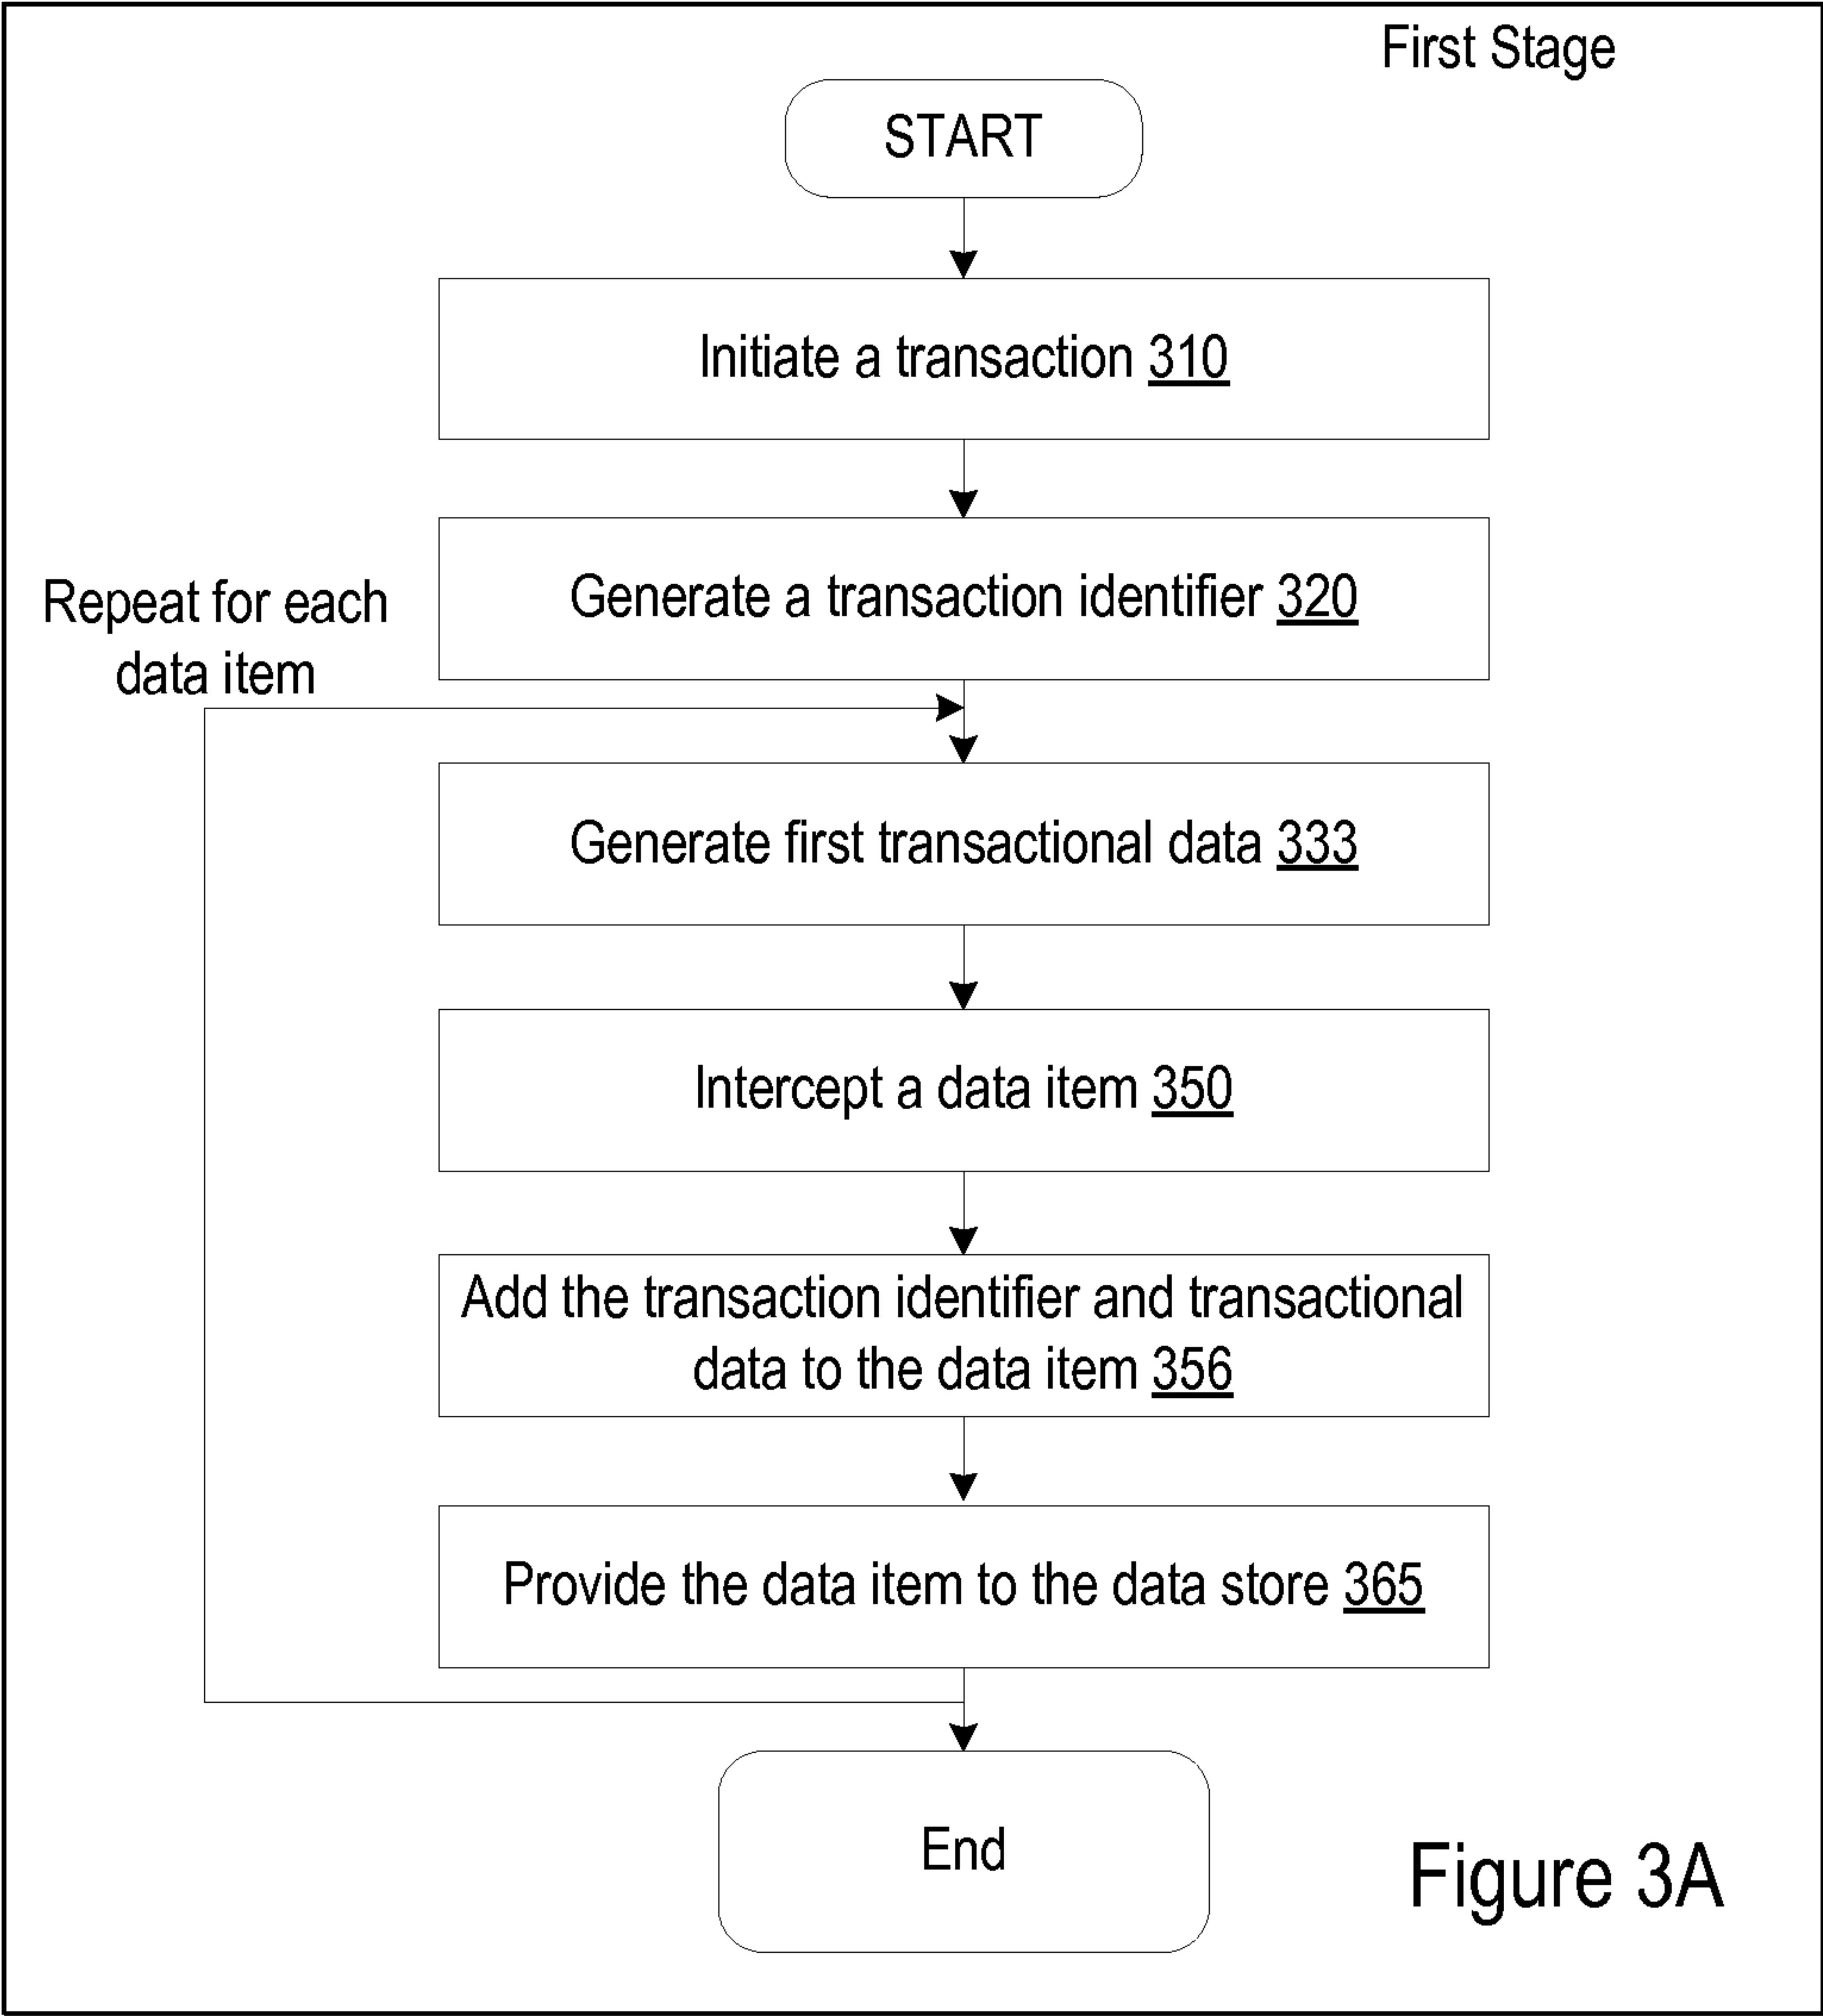 First Stage
START
Initiate a transaction 310
Generate a transaction identifier 320
Repeat for each
data item
Generate first transactional data 333
Intercept a data item 350
Add the transaction identifier and transactional
data to the data item 356
Provide the data item to the data store 365
End
Figure 3A